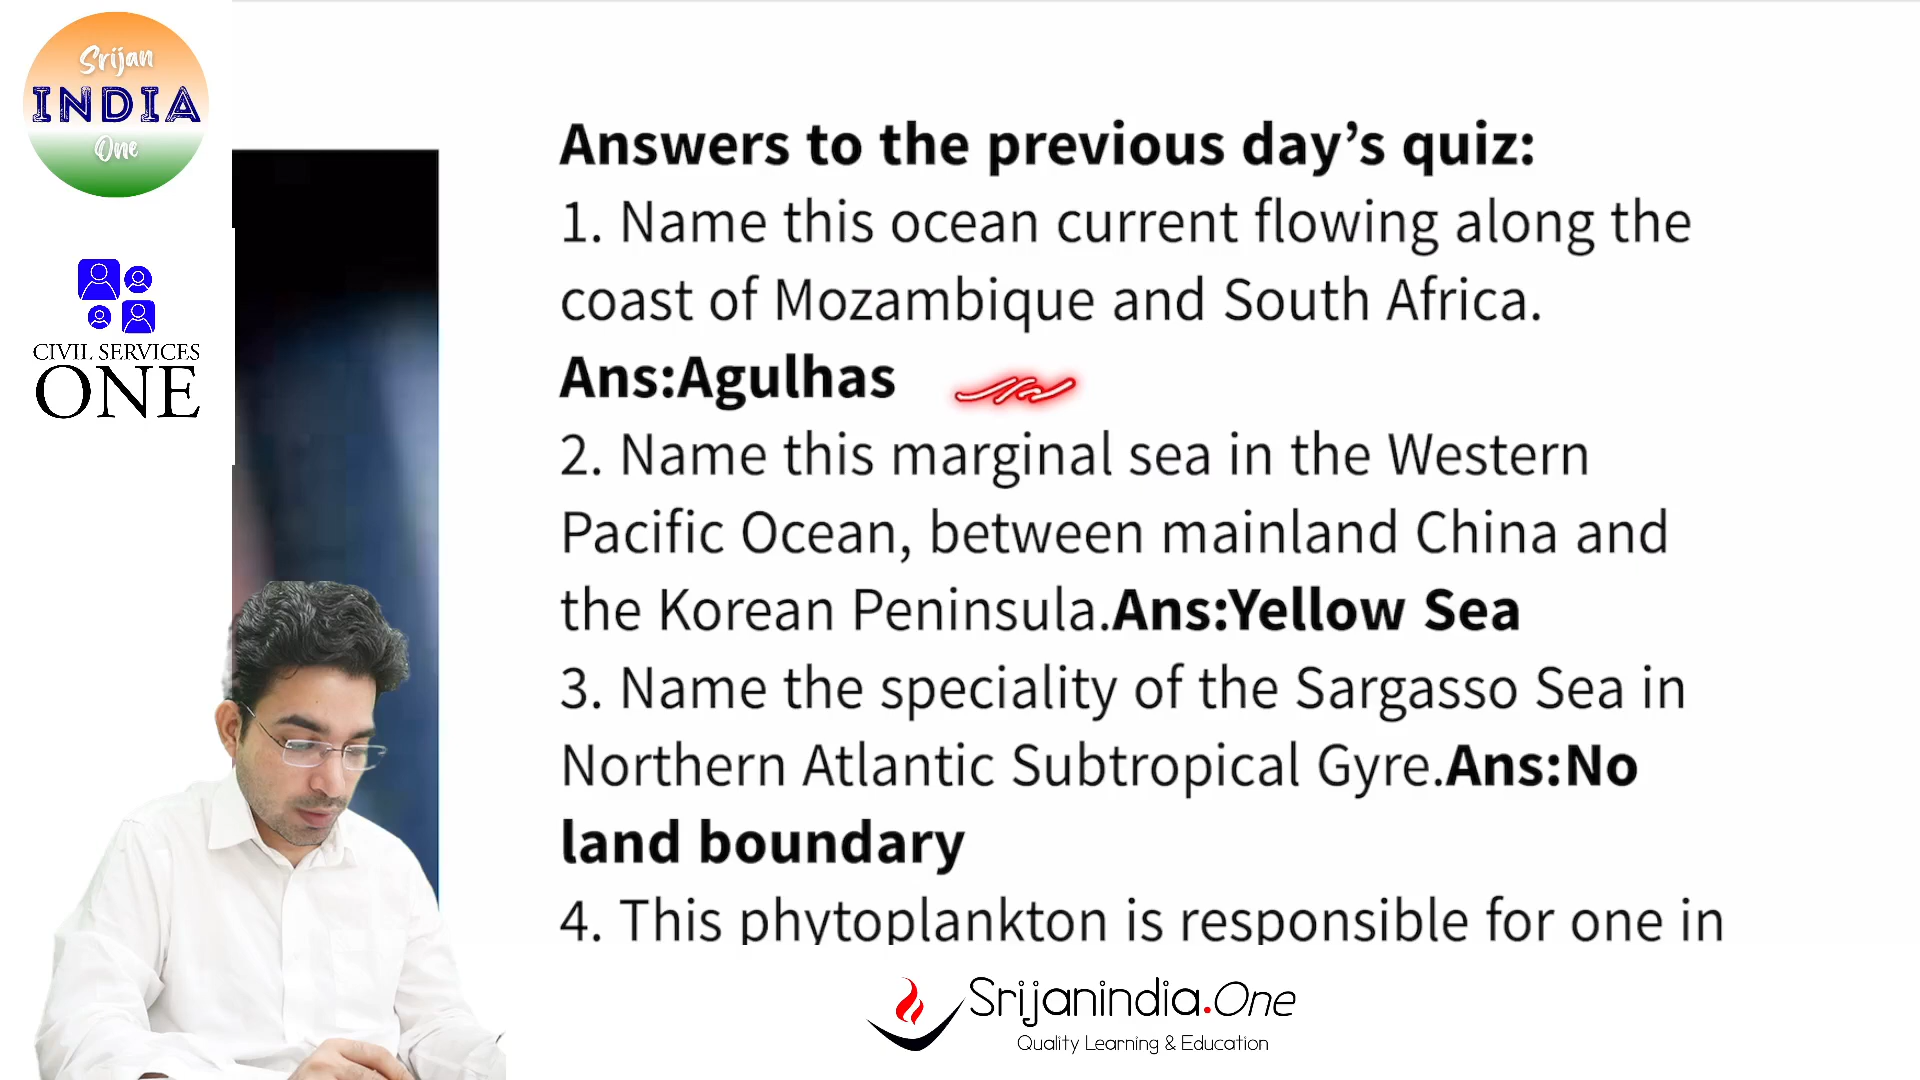 Srijan
INDIA
One
CIVIL SERVICES
ONE
Answers to the previous day’s quiz:
1. Name this ocean current flowing along the
coast of Mozambique and South Africa.
Ans:Agulhas
2. Name this marginal sea in the Western
Pacific Ocean, between mainland China and
the Korean Peninsula.Ans:Yellow Sea
3. Name the speciality of the Sargasso Sea in
Northern Atlantic Subtropical Gyre.Ans:No
land boundary
4. This phytoplankton is responsible for one in
Srijanindia.One
Quality Learning & Education